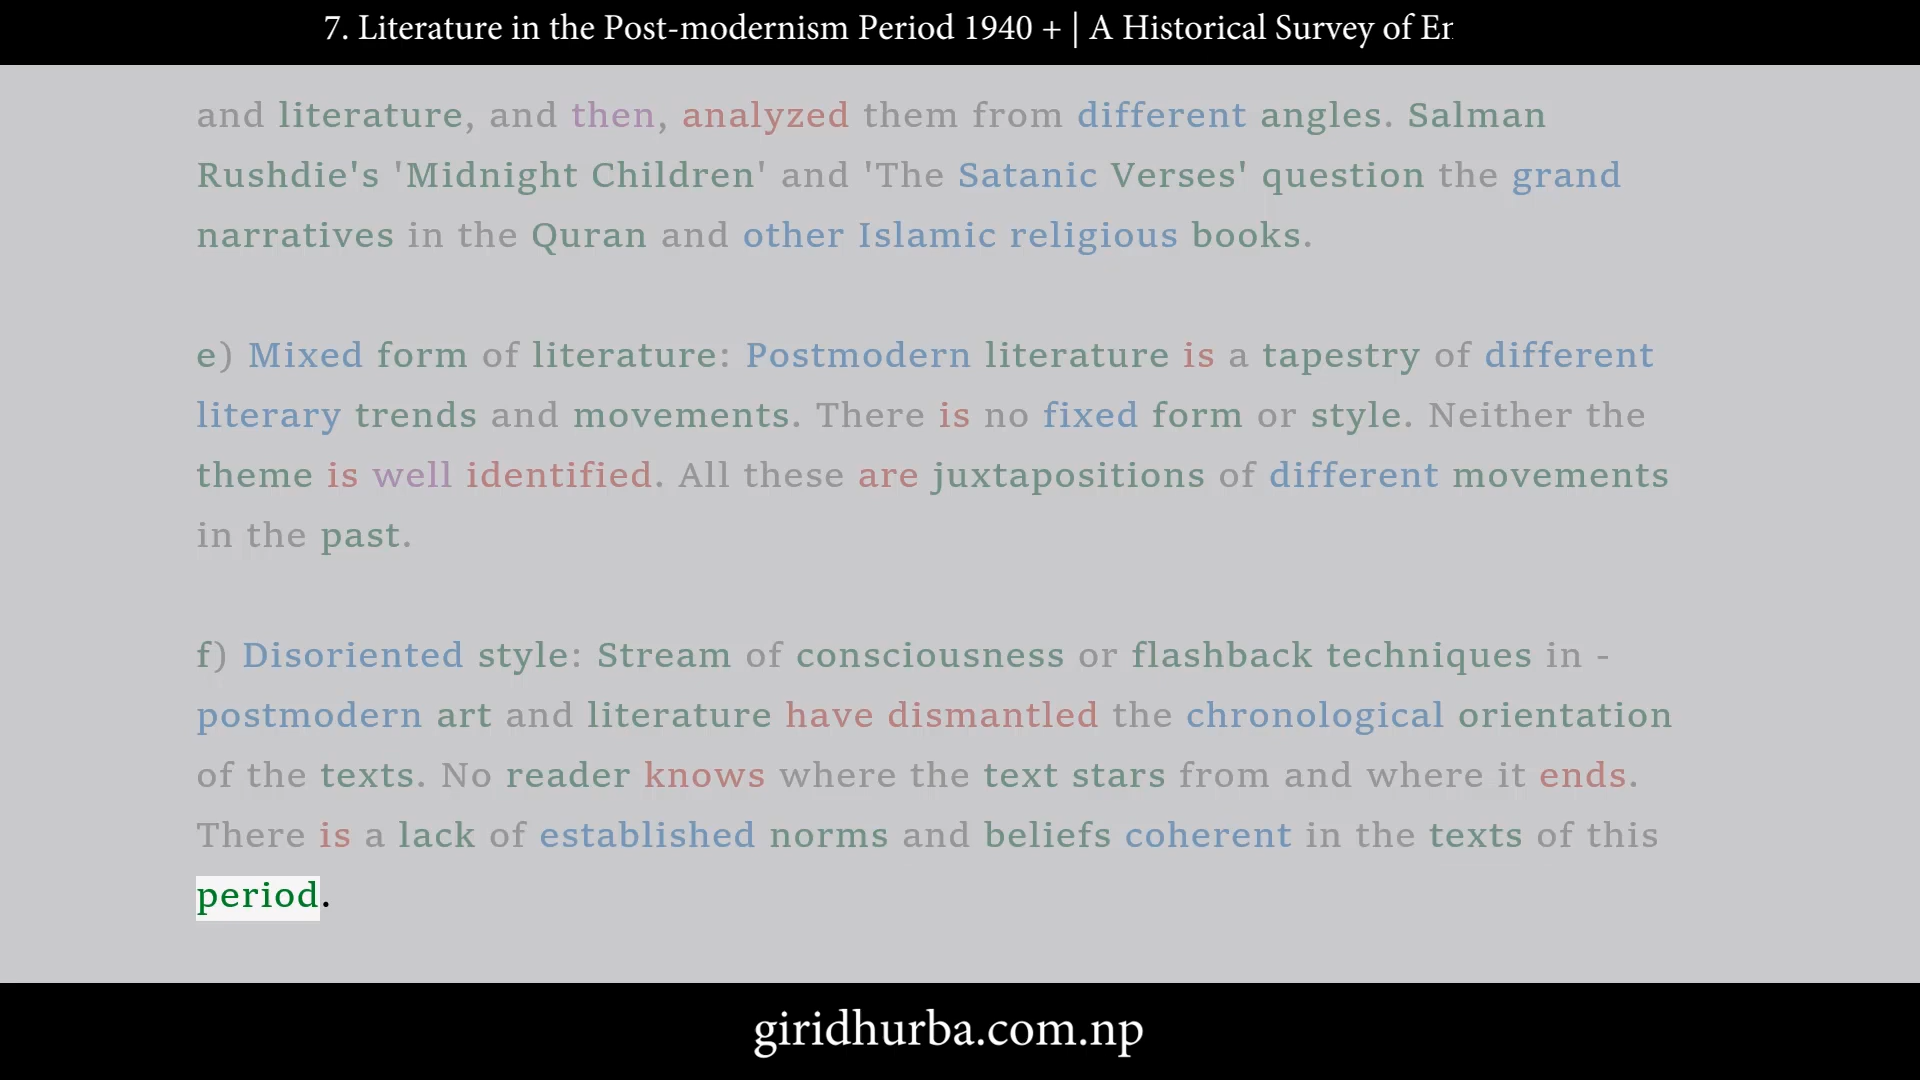 7. Literature in the Post-modernism Period 1940 + | A Historical Survey of En
and literature, and then, analyzed them from different angles. Salman
Rushdie's 'Midnight Children' and 'The Satanic Verses' question the grand
narratives in the Quran and other Islamic religious books.
e) Mixed form of literature: Postmodern literature is a tapestry of different
literary trends and movements. There is no fixed form or style. Neither the
theme is well identified. All these are juxtapositions of different movements
in the past.
f) Disoriented style: Stream of consciousness or flashback techniques in -
postmodern art and literature have dismantled the chronological orientation
of the texts. No reader knows where the text stars from and where it ends.
There is a lack of established norms and beliefs coherent in the texts of this
period.
giridhurba.com.np